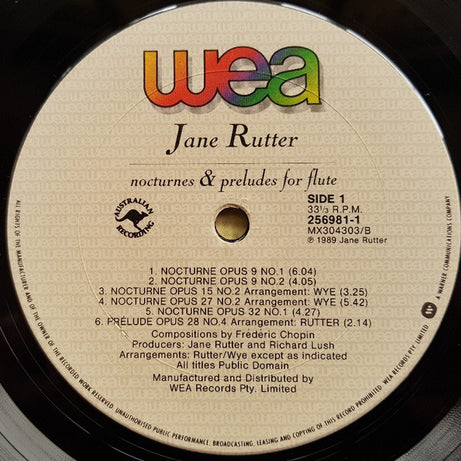 wea
Jane Rutter
nocturnes & preludes for flute
AUSTRALIAN
RECORDING
SIDE 1
33⅓ R.P.M.
256981-1
MX304303/B
Ⓟ 1989 Jane Rutter
1. NOCTURNE OPUS 9 NO.1 (6.04)
2. NOCTURNE OPUS 9 NO.2 (4.05)
3. NOCTURNE OPUS 15 NO.2 Arrangement: WYE (3.25)
4. NOCTURNE OPUS 27 NO.2 Arrangement: WYE (5.42)
5. NOCTURNE OPUS 32 NO.1 (4.27)
6. PRÉLUDE OPUS 28 NO.4 Arrangement: RUTTER (2.14)
Compositions by Frédéric Chopin
Producers: Jane Rutter and Richard Lush
Arrangements: Rutter/Wye except as indicated
All titles Public Domain
Manufactured and Distributed by
WEA Records Pty. Limited
ALL RIGHTS OF THE MANUFACTURER AND OF THE OWNER OF THE RECORDED WORK RESERVED. UNAUTHORISED PUBLIC PERFORMANCE, BROADCASTING, LEASING AND COPYING OF THIS RECORD PROHIBITED. WEA RECORDS PTY. LIMITED
A WARNER COMMUNICATIONS COMPANY.